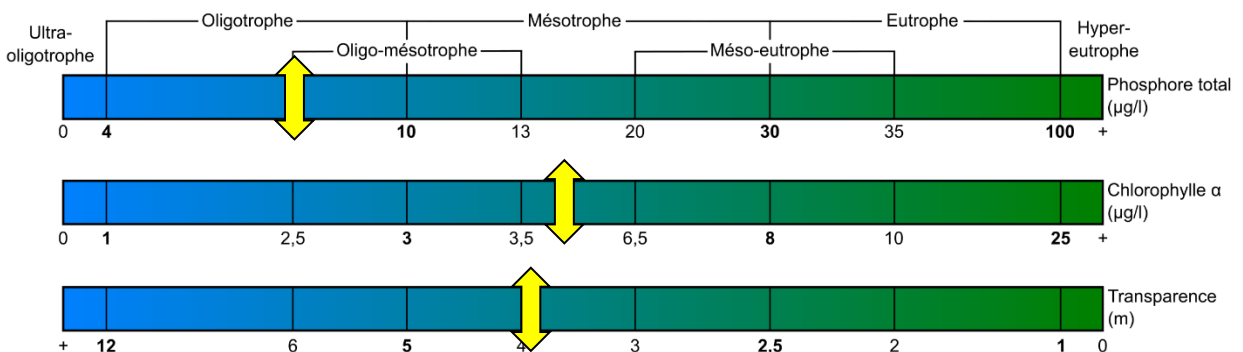 Oligotrophe Mésotrophe Eutrophe
Ultra-
oligotrophe
Hyper-
eutrophe
Oligo-mésotrophe Méso-eutrophe
Phosphore total
(µg/l)
0 4 10 13 20 30 35 100 +
Chlorophylle α
(µg/l)
0 1 2,5 3 3,5 6,5 8 10 25 +
Transparence
(m)
+ 12 6 5 4 3 2.5 2 1 0